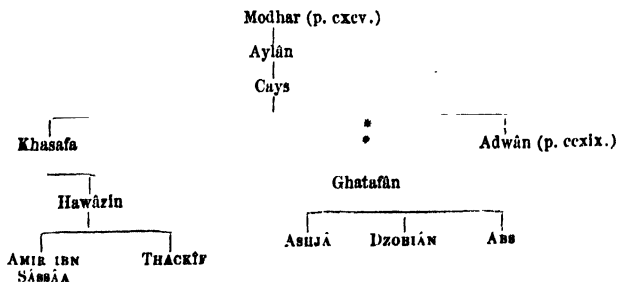 Modhar (p. cxcv.)
Aylân
Cays
Khasafa
Adwân (p. ccxix.)
Ghatafân
Hawâzin
ASHJÂ DZOBIÁN ABS
AMIR IBN SÁSSÂA THACKÎF